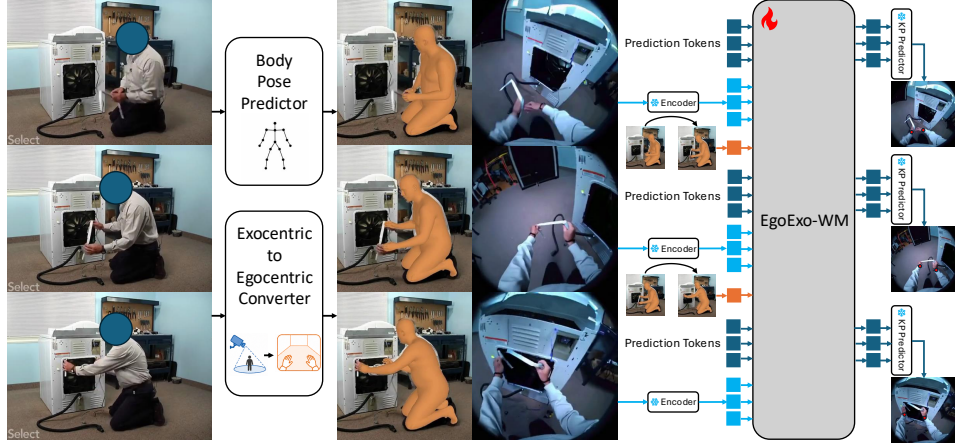 Select
Select
Select
Body
Pose
Predictor
Exocentric
to
Egocentric
Converter
Prediction Tokens
Encoder
Prediction Tokens
Encoder
Prediction Tokens
Encoder
EgoExo-WM
KP Predictor
KP Predictor
KP Predictor